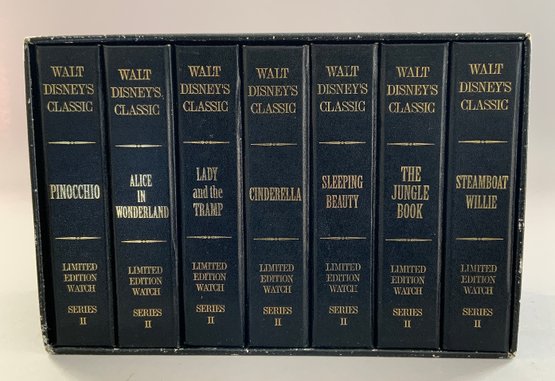 WALT
DISNEY'S
CLASSIC
PINOCCHIO
LIMITED
EDITION
WATCH
SERIES
II
WALT
DISNEY'S
CLASSIC
ALICE
IN
WONDERLAND
LIMITED
EDITION
WATCH
SERIES
II
WALT
DISNEY'S
CLASSIC
LADY
and the
TRAMP
LIMITED
EDITION
WATCH
SERIES
II
WALT
DISNEY'S
CLASSIC
CINDERELLA
LIMITED
EDITION
WATCH
SERIES
II
WALT
DISNEY'S
CLASSIC
SLEEPING
BEAUTY
LIMITED
EDITION
WATCH
SERIES
II
WALT
DISNEY'S
CLASSIC
THE
JUNGLE
BOOK
LIMITED
EDITION
WATCH
SERIES
II
WALT
DISNEY'S
CLASSIC
STEAMBOAT
WILLIE
LIMITED
EDITION
WATCH
SERIES
II